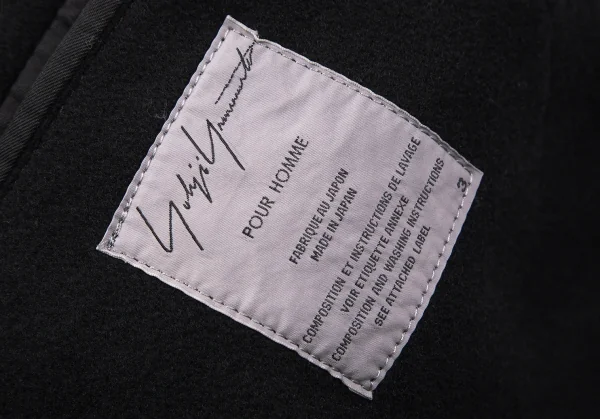 Yohji Yamamoto
POUR HOMME
FABRIQUE AU JAPON
MADE IN JAPAN
COMPOSITION ET INSTRUCTIONS DE LAVAGE
VOIR ETIQUETTE ANNEXE
COMPOSITION AND WASHING INSTRUCTIONS
SEE ATTACHED LABEL
3